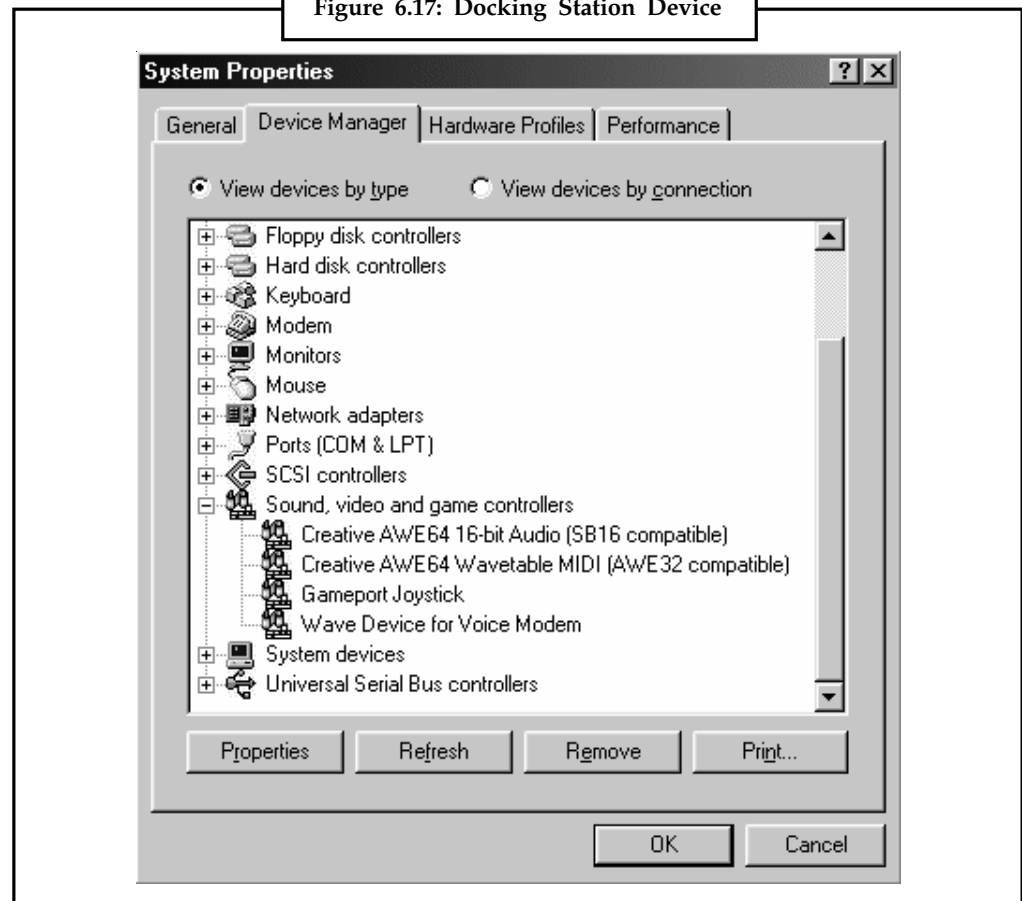 Figure 6.17: Docking Station Device
System Properties
General Device Manager Hardware Profiles Performance
View devices by type View devices by connection
Floppy disk controllers
Hard disk controllers
Keyboard
Modem
Monitors
Mouse
Network adapters
Ports (COM & LPT)
SCSI controllers
Sound, video and game controllers
Creative AWE64 16-bit Audio (SB16 compatible)
Creative AWE64 Wavetable MIDI (AWE32 compatible)
Gameport Joystick
Wave Device for Voice Modem
System devices
Universal Serial Bus controllers
Properties Refresh Remove Print...
OK Cancel